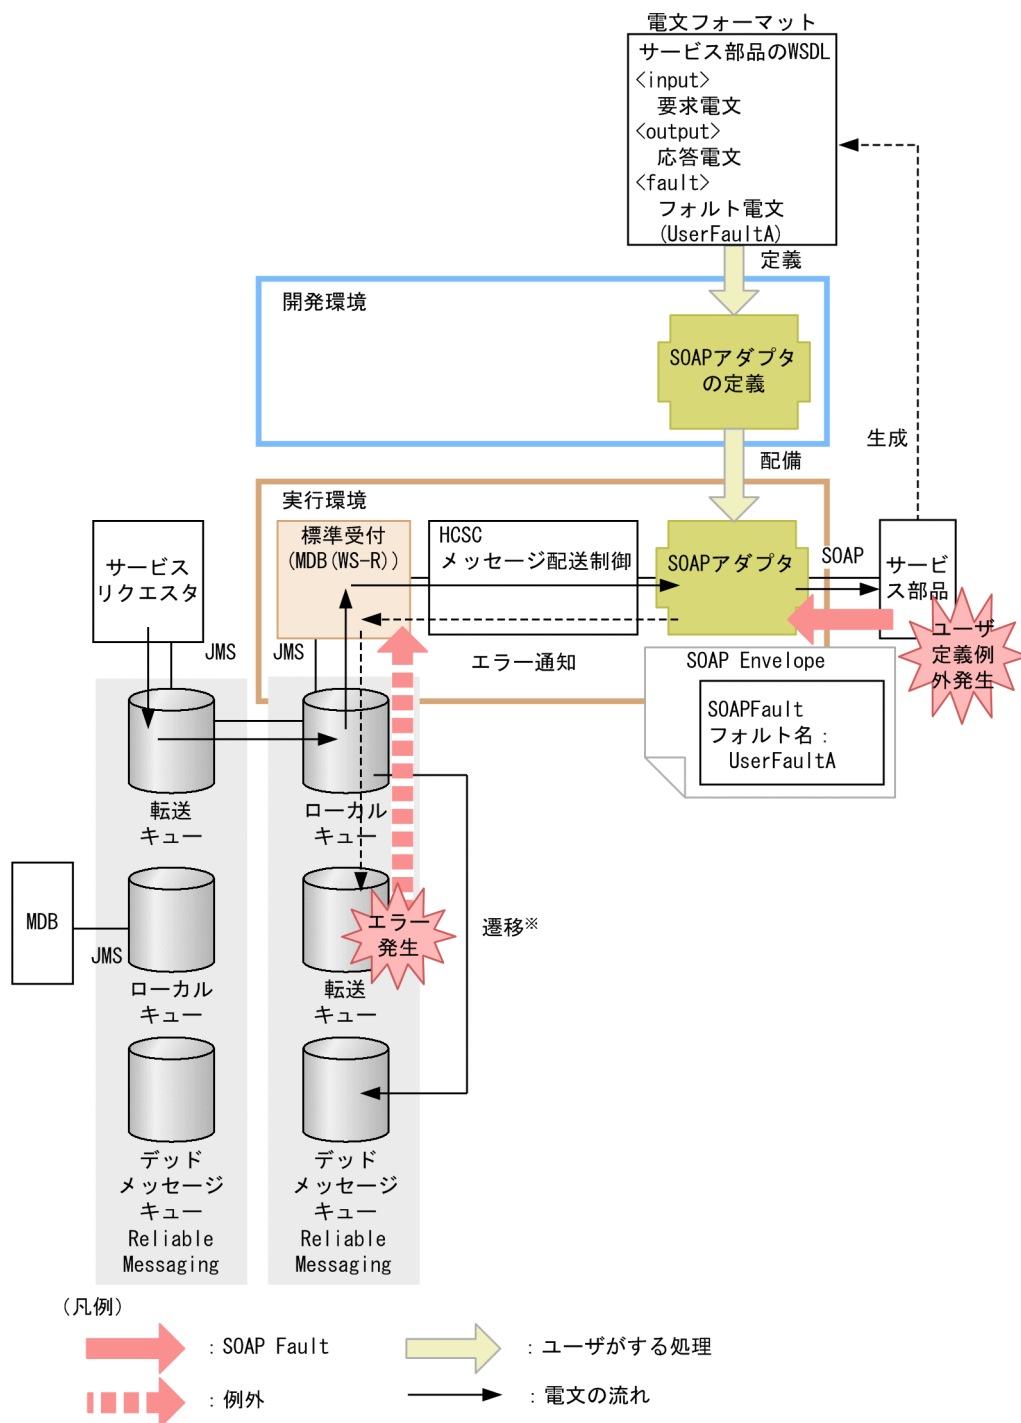 電文フォーマット
サービス部品のWSDL
<input>
要求電文
<output>
応答電文
<fault>
フォルト電文
(UserFaultA)
定義
開発環境
SOAPアダプタ
の定義
生成
配備
実行環境
サービス
リクエスタ
標準受付
(MDB(WS-R))
HCSC
メッセージ配送制御
SOAPアダプタ
SOAP
サービ
ス部品
JMS
JMS
エラー通知
ユーザ
定義例
外発生
SOAP Envelope
SOAPFault
フォルト名：
UserFaultA
転送
キュー
ローカル
キュー
MDB
JMS
エラー
発生
遷移※
ローカル
キュー
転送
キュー
デッド
メッセージ
キュー
Reliable
Messaging
デッド
メッセージ
キュー
Reliable
Messaging
（凡例）
：SOAP Fault
：ユーザがする処理
：例外
：電文の流れ